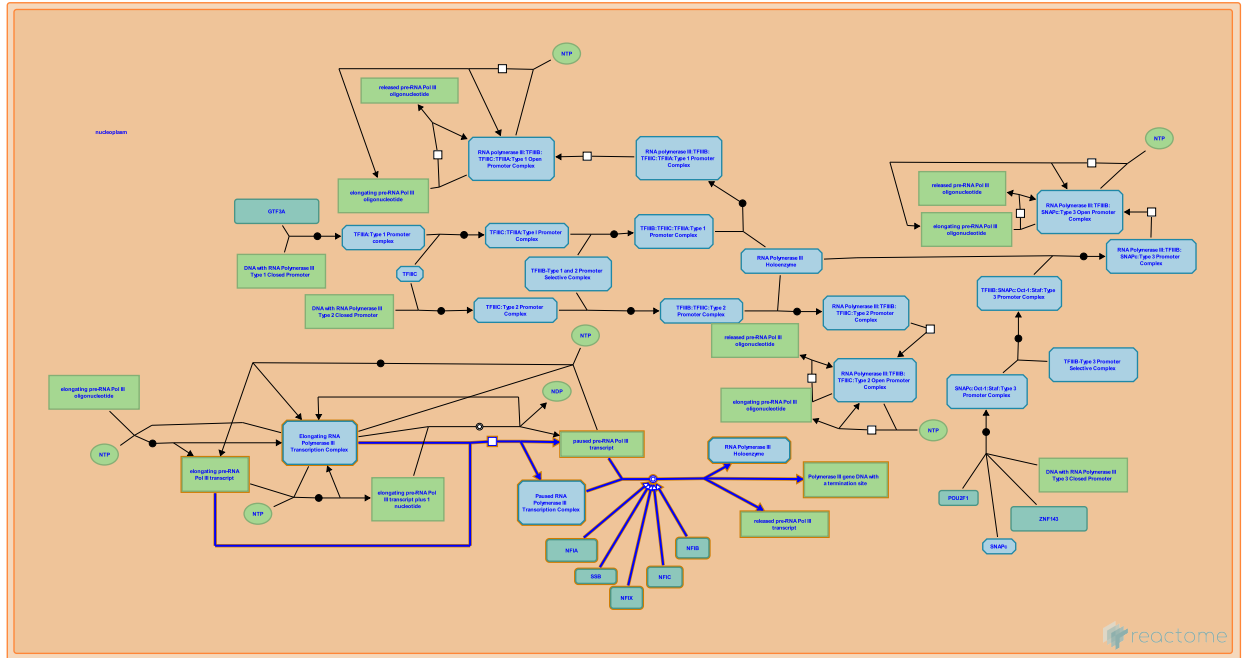 NTP
released pre-RNA Pol III
oligonucleotide
nucleoplasm
RNA polymerase III:TFIIIB:
TFIIIC:TFIIIA:Type 1 Open
Promoter Complex
RNA polymerase III:TFIIIB:
TFIIIC:TFIIIA:Type 1 Promoter
Complex
NTP
elongating pre-RNA Pol III
oligonucleotide
released pre-RNA Pol III
oligonucleotide
RNA Polymerase III:TFIIIB:
SNAPc:Type 3 Open Promoter
Complex
elongating pre-RNA Pol III
oligonucleotide
GTF3A
TFIIIA:Type 1 Promoter
complex
TFIIIC:TFIIIA:Type I Promoter
Complex
TFIIIB:TFIIIC:TFIIIA:Type 1
Promoter Complex
RNA Polymerase III:TFIIIB:
SNAPc:Type 3 Promoter
Complex
DNA with RNA Polymerase III
Type 1 Closed Promoter
TFIIIC
TFIIIB-Type 1 and 2 Promoter
Selective Complex
RNA Polymerase III
Holoenzyme
TFIIIB:SNAPc:Oct-1:Staf:Type
3 Promoter Complex
DNA with RNA Polymerase III
Type 2 Closed Promoter
TFIIIC:Type 2 Promoter
Complex
TFIIIB:TFIIIC:Type 2
Promoter Complex
RNA Polymerase III:TFIIIB:
TFIIIC:Type 2 Promoter
Complex
released pre-RNA Pol III
oligonucleotide
NTP
TFIIIB-Type 3 Promoter
Selective Complex
RNA Polymerase III:TFIIIB:
TFIIIC:Type 2 Open Promoter
Complex
elongating pre-RNA Pol III
oligonucleotide
NDP
SNAPc:Oct-1:Staf:Type 3
Promoter Complex
elongating pre-RNA Pol III
oligonucleotide
NTP
NTP
Elongating RNA
Polymerase III
Transcription Complex
paused pre-RNA Pol III
transcript
RNA Polymerase III
Holoenzyme
elongating pre-RNA
Pol III transcript
Polymerase III gene DNA with
a termination site
DNA with RNA Polymerase III
Type 3 Closed Promoter
elongating pre-RNA Pol
III transcript plus 1
nucleotide
Paused RNA
Polymerase III
Transcription Complex
POU2F1
NTP
released pre-RNA Pol III
transcript
ZNF143
NFIA
NFIB
SNAPc
SSB
NFIC
NFIX
reactome